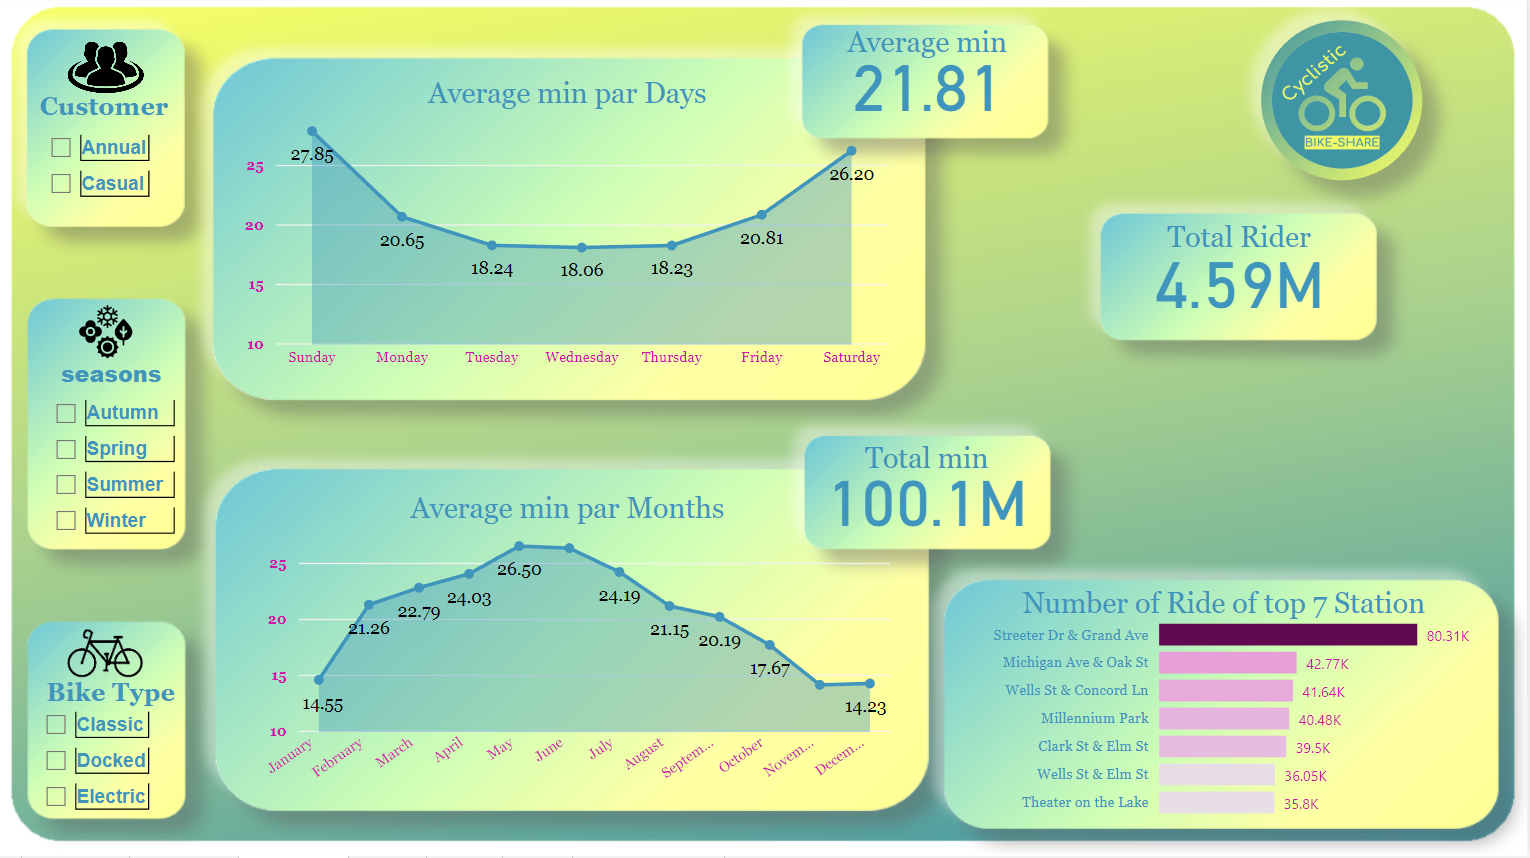 Customer
Annual
Casual
seasons
Autumn
Spring
Summer
Winter
Bike Type
Classic
Docked
Electric
Average min par Days
25
20
15
10
27.85
20.65
18.24
18.06
18.23
20.81
26.20
Sunday
Monday
Tuesday
Wednesday
Thursday
Friday
Saturday
Average min
21.81
Cyclistic
BIKE-SHARE
Total Rider
4.59M
Average min par Months
25
20
15
10
14.55
21.26
22.79
24.03
26.50
24.19
21.15
20.19
17.67
14.23
January
February
March
April
May
June
July
August
Septem...
October
Novem...
Decem...
Total min
100.1M
Number of Ride of top 7 Station
Streeter Dr & Grand Ave 80.31K
Michigan Ave & Oak St 42.77K
Wells St & Concord Ln 41.64K
Millennium Park 40.48K
Clark St & Elm St 39.5K
Wells St & Elm St 36.05K
Theater on the Lake 35.8K